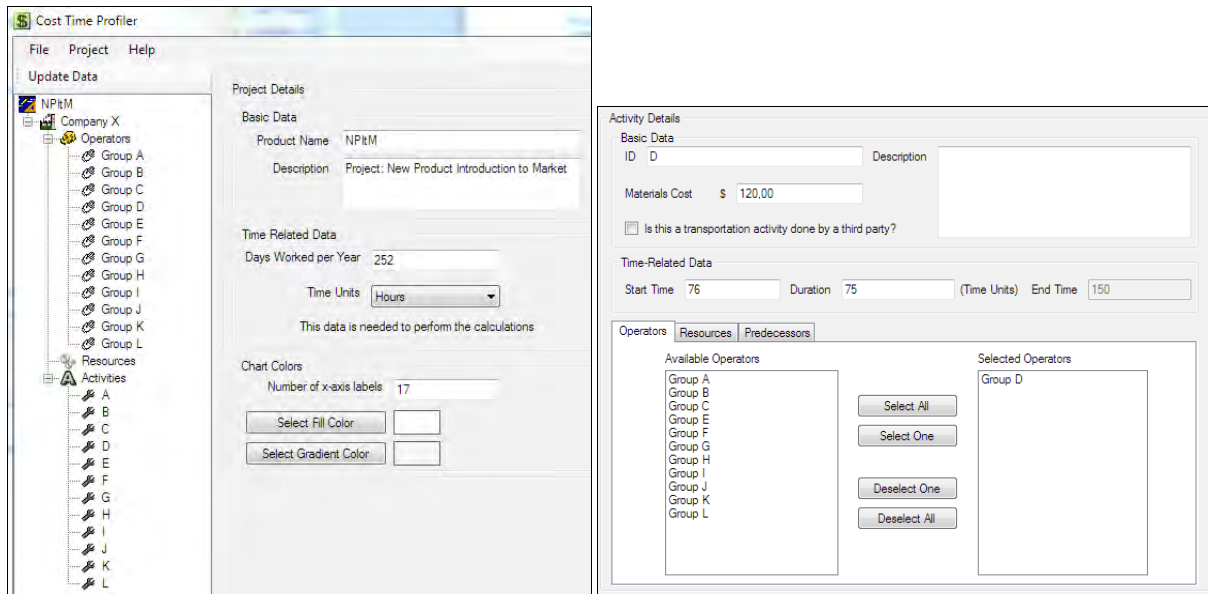 Cost Time Profiler
File Project Help
Update Data
NPItM
Company X
Operators
Group A
Group B
Group C
Group D
Group E
Group F
Group G
Group H
Group I
Group J
Group K
Group L
Resources
Activities
A
B
C
D
E
F
G
H
I
J
K
L
Project Details
Basic Data
Product Name NPItM
Description Project: New Product Introduction to Market
Time Related Data
Days Worked per Year 252
Time Units Hours
This data is needed to perform the calculations
Chart Colors
Number of x-axis labels 17
Select Fill Color
Select Gradient Color
Activity Details
Basic Data
ID D Description
Materials Cost $ 120,00
Is this a transportation activity done by a third party?
Time-Related Data
Start Time 76 Duration 75 (Time Units) End Time 150
Operators Resources Predecessors
Available Operators
Group A
Group B
Group C
Group E
Group F
Group G
Group H
Group I
Group J
Group K
Group L
Select All
Select One
Deselect One
Deselect All
Selected Operators
Group D